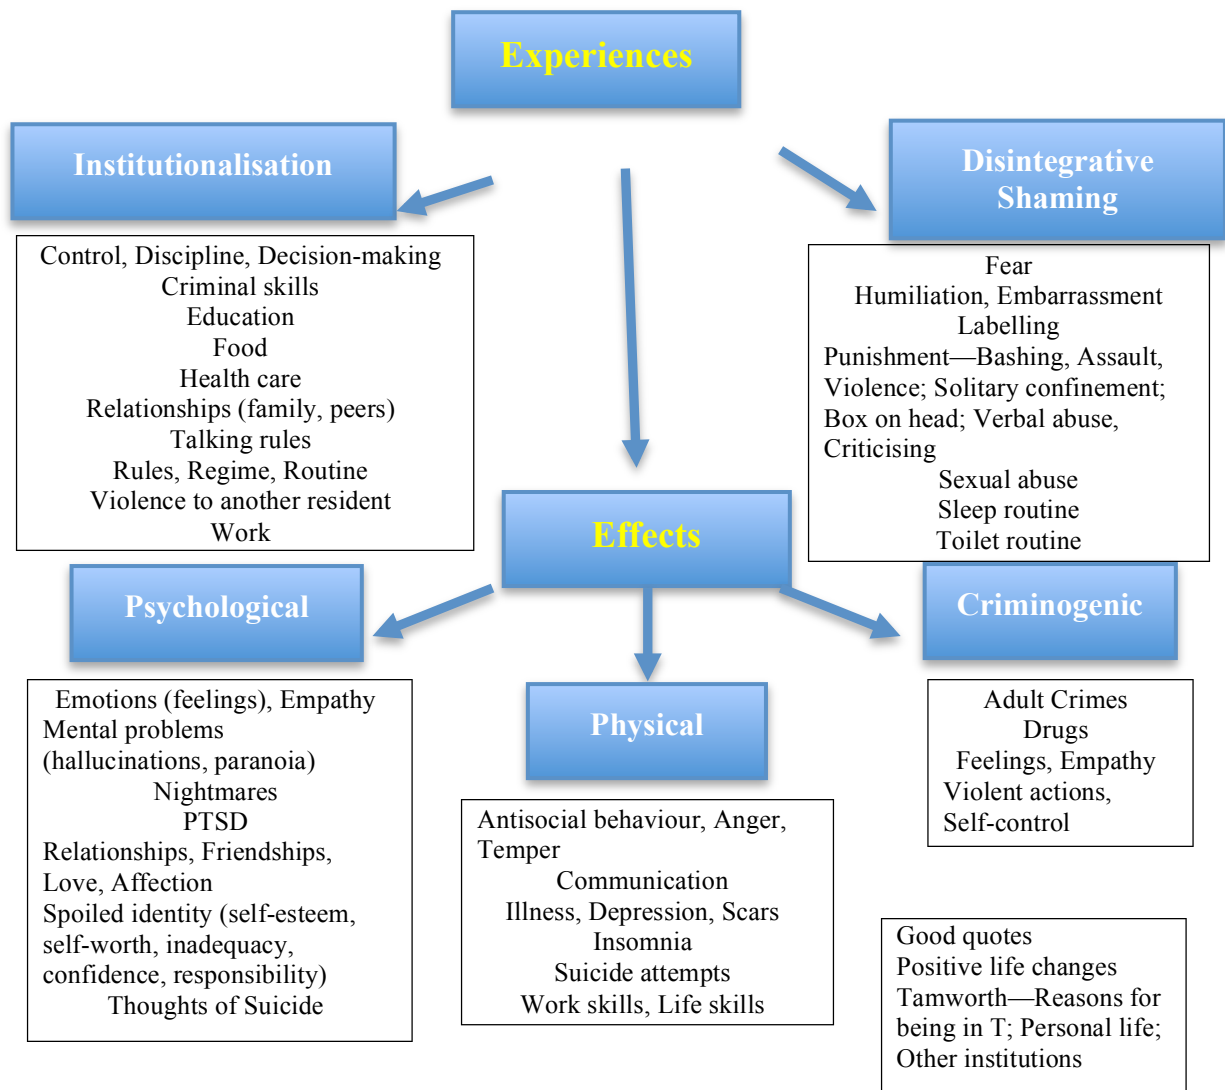 Experiences
Institutionalisation
Control, Discipline, Decision-making
Criminal skills
Education
Food
Health care
Relationships (family, peers)
Talking rules
Rules, Regime, Routine
Violence to another resident
Work
Disintegrative
Shaming
Fear
Humiliation, Embarrassment
Labelling
Punishment—Bashing, Assault,
Violence; Solitary confinement;
Box on head; Verbal abuse,
Criticising
Sexual abuse
Sleep routine
Toilet routine
Effects
Psychological
Emotions (feelings), Empathy
Mental problems
(hallucinations, paranoia)
Nightmares
PTSD
Relationships, Friendships,
Love, Affection
Spoiled identity (self-esteem,
self-worth, inadequacy,
confidence, responsibility)
Thoughts of Suicide
Physical
Antisocial behaviour, Anger,
Temper
Communication
Illness, Depression, Scars
Insomnia
Suicide attempts
Work skills, Life skills
Criminogenic
Adult Crimes
Drugs
Feelings, Empathy
Violent actions,
Self-control
Good quotes
Positive life changes
Tamworth—Reasons for
being in T; Personal life;
Other institutions